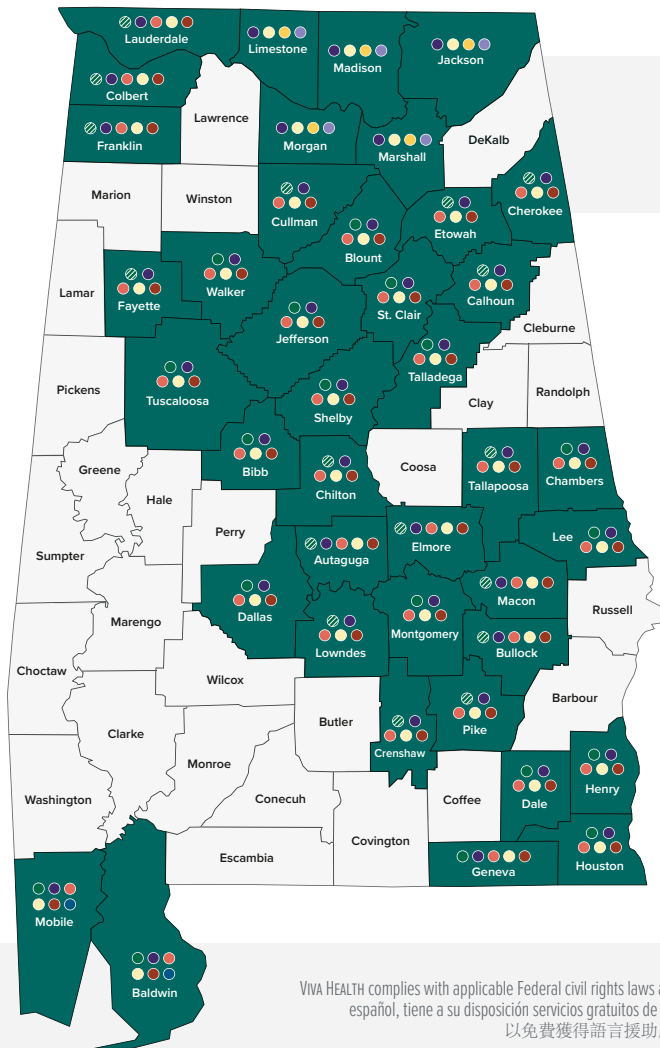 Lauderdale
Limestone
Madison
Jackson
Colbert
Lawrence
Franklin
Morgan
Marshall
DeKalb
Marion
Winston
Cullman
Cherokee
Etowah
Blount
Lamar
Fayette
Walker
St. Clair
Calhoun
Jefferson
Cleburne
Talladega
Pickens
Tuscaloosa
Shelby
Clay
Randolph
Greene
Bibb
Coosa
Hale
Chilton
Tallapoosa
Chambers
Perry
Sumpter
Autaguga
Elmore
Lee
Macon
Russell
Marengo
Dallas
Montgomery
Lowndes
Bullock
Choctaw
Wilcox
Barbour
Clarke
Butler
Pike
Crenshaw
Monroe
Washington
Conecuh
Coffee
Dale
Henry
Covington
Escambia
Geneva
Houston
Mobile
Baldwin
VIVA HEALTH complies with applicable Federal civil rights laws
español, tiene a su disposición servicios gratuitos de
以免費獲得語言援助